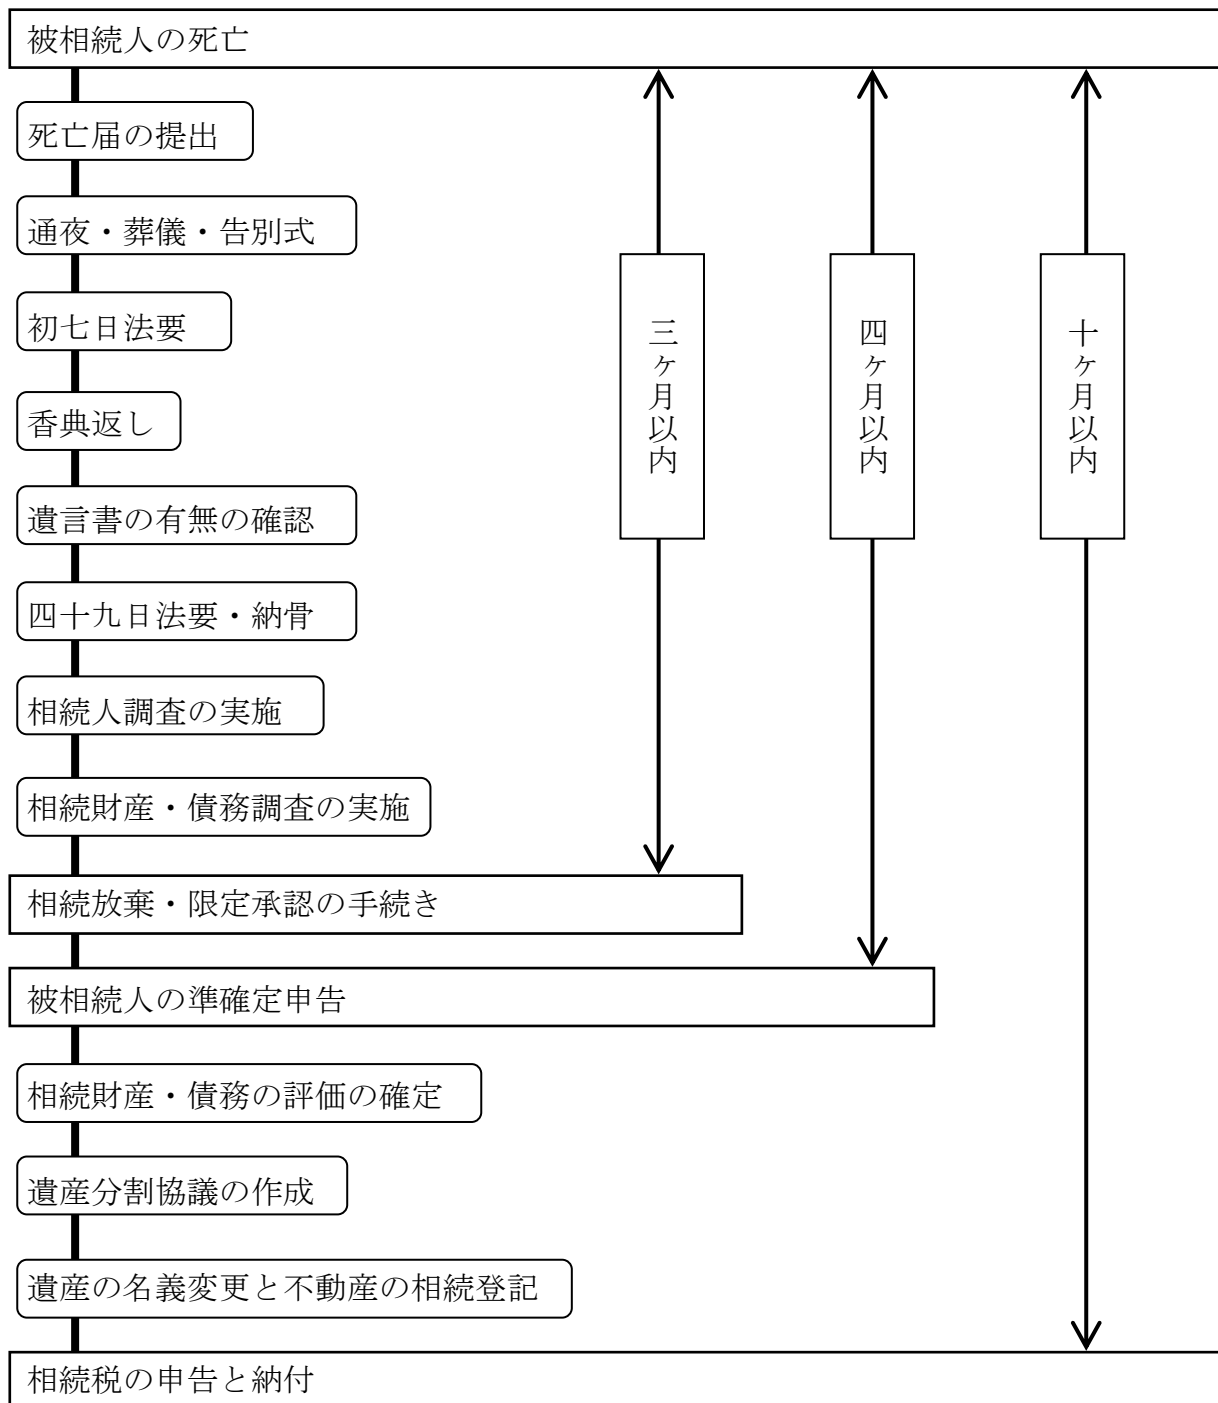 被相続人の死亡
死亡届の提出
通夜・葬儀・告別式
初七日法要
香典返し
遺言書の有無の確認
四十九日法要・納骨
相続人調査の実施
相続財産・債務調査の実施
三ケ月以内
四ケ月以内
十ケ月以内
相続放棄・限定承認の手続き
被相続人の準確定申告
相続財産・債務の評価の確定
遺産分割協議の作成
遺産の名義変更と不動産の相続登記
相続税の申告と納付